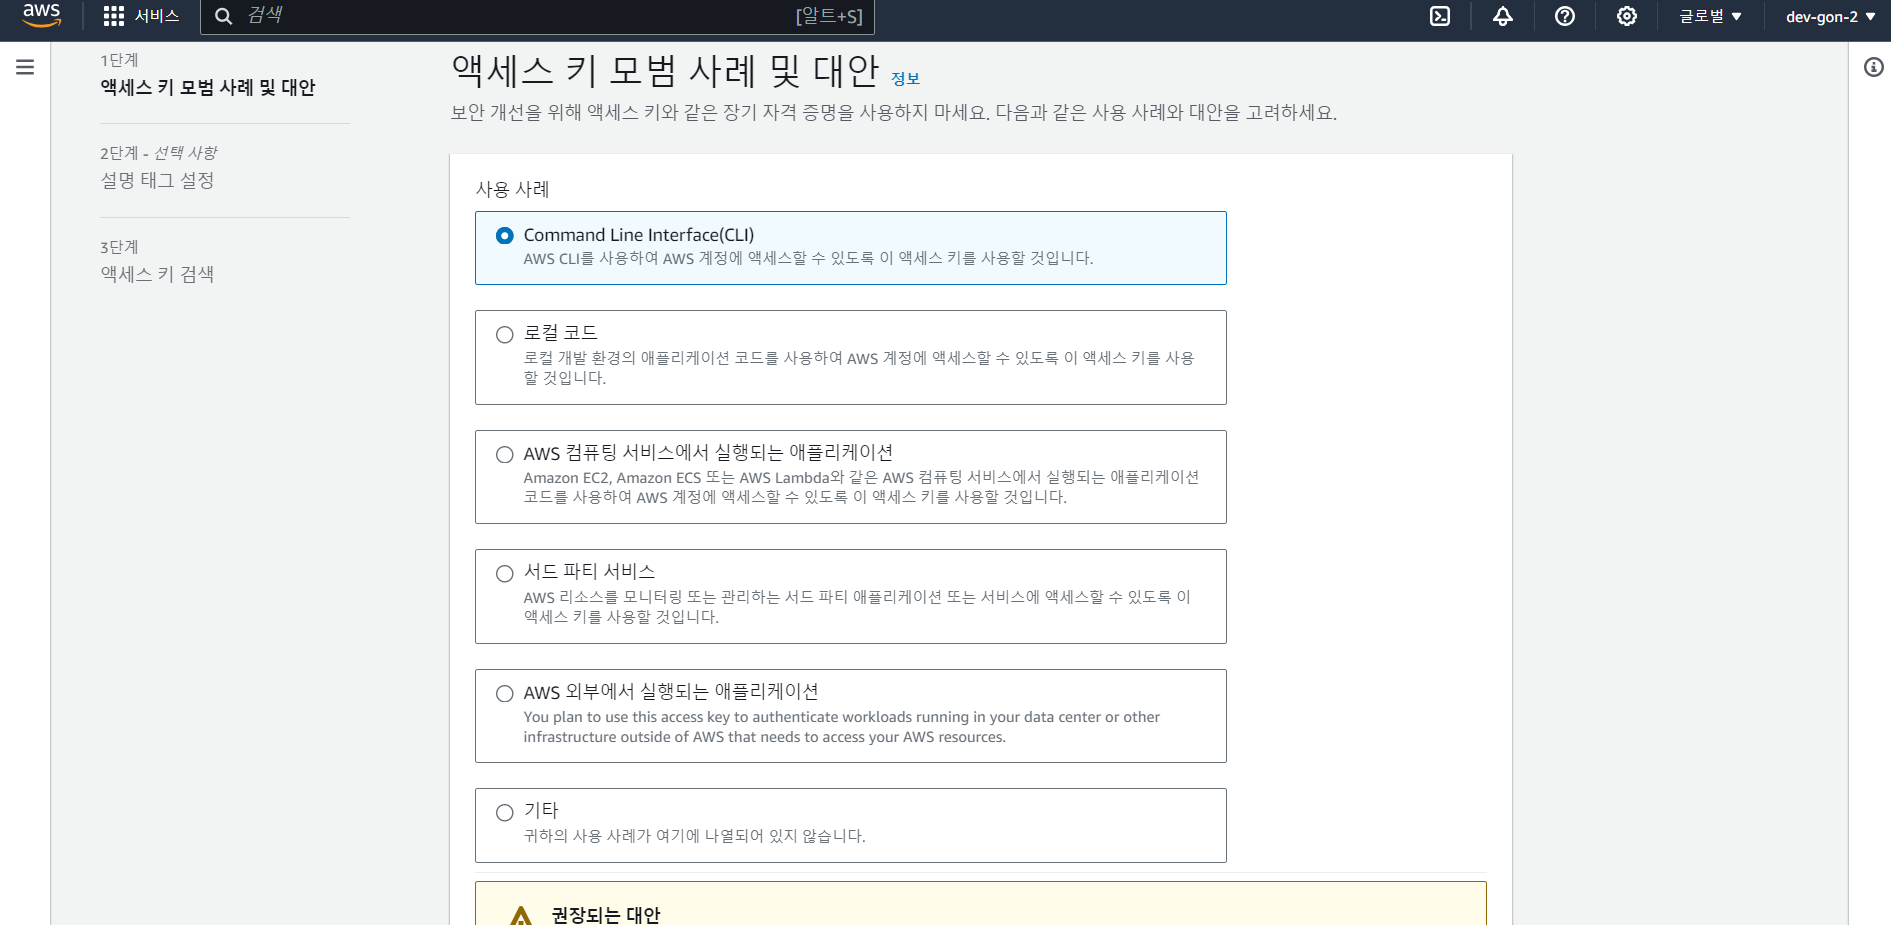 aws
서비스
검색
[알트+S]
글로벌
dev-gon-2
1단계
액세스 키 모범 사례 및 대안
2단계 - 선택 사항
설명 태그 설정
3단계
액세스 키 검색
액세스 키 모범 사례 및 대안 정보
보안 개선을 위해 액세스 키와 같은 장기 자격 증명을 사용하지 마세요. 다음과 같은 사용 사례와 대안을 고려하세요.
사용 사례
Command Line Interface(CLI)
AWS CLI를 사용하여 AWS 계정에 액세스할 수 있도록 이 액세스 키를 사용할 것입니다.
로컬 코드
로컬 개발 환경의 애플리케이션 코드를 사용하여 AWS 계정에 액세스할 수 있도록 이 액세스 키를 사용
할 것입니다.
AWS 컴퓨팅 서비스에서 실행되는 애플리케이션
Amazon EC2, Amazon ECS 또는 AWS Lambda와 같은 AWS 컴퓨팅 서비스에서 실행되는 애플리케이션
코드를 사용하여 AWS 계정에 액세스할 수 있도록 이 액세스 키를 사용할 것입니다.
서드 파티 서비스
AWS 리소스를 모니터링 또는 관리하는 서드 파티 애플리케이션 또는 서비스에 액세스할 수 있도록 이
액세스 키를 사용할 것입니다.
AWS 외부에서 실행되는 애플리케이션
You plan to use this access key to authenticate workloads running in your data center or other
infrastructure outside of AWS that needs to access your AWS resources.
기타
귀하의 사용 사례가 여기에 나열되어 있지 않습니다.
권장되는 대안